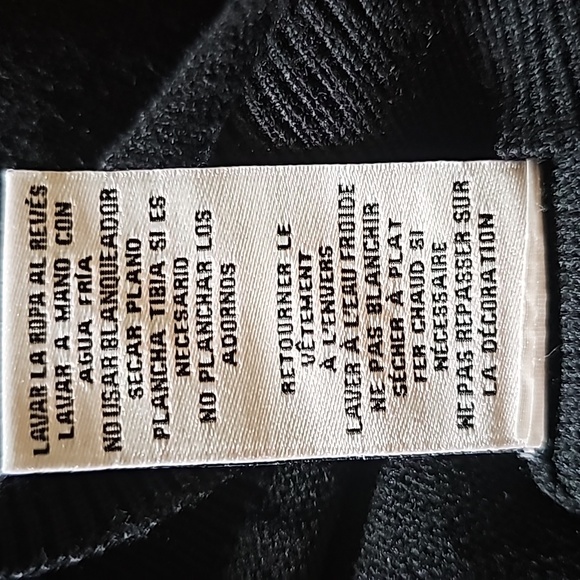 LAVAR LA ROPA AL REVÉS
LAVAR A MANO CON
AGUA FRÍA
NO USAR BLANQUEADOR
SEGAR PLANO
PLANCHA TIBIA SI ES
NECESARIO
NO PLANCHAR LOS
ADORNOS
RETOURNER LE
VÊTEMENT
À L'ENVERS
LAVER À L'EAU FROIDE
NE PAS BLANCHIR
SÉCHER À PLAT
FER CHAUD SI
NÉCESSAIRE
NE PAS REPASSER SUR
LA DÉCORATION